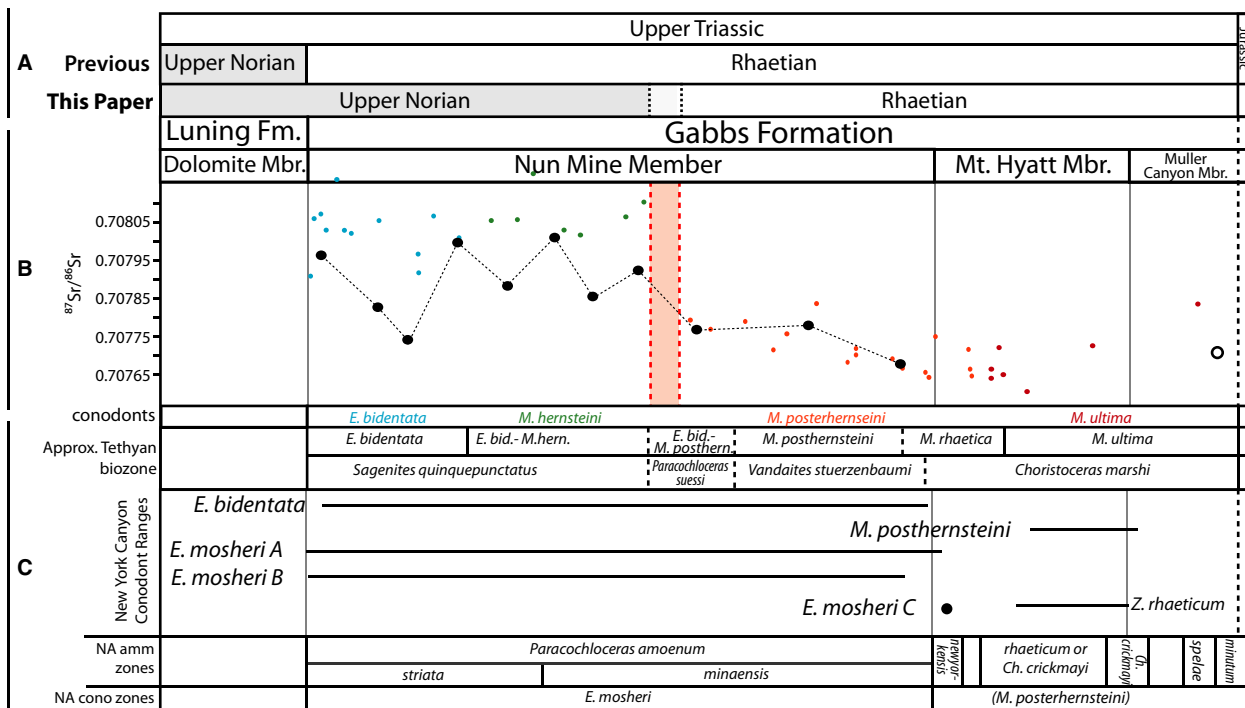 Upper Triassic
Jurassic
A
Previous
Upper Norian
Rhaetian
This Paper
Upper Norian
Rhaetian
Luning Fm.
Gabbs Formation
Dolomite Mbr.
Nun Mine Member
Mt. Hyatt Mbr.
Muller
Canyon Mbr.
B
87Sr/86Sr
0.70805
0.70795
0.70785
0.70775
0.70765
conodonts
E. bidentata
M. hernsteini
M. posterhernseini
M. ultima
Approx. Tethyan
biozone
E. bidentata
E. bid.- M.hern.
E. bid.-
M. posthern.
M. posthernsteini
M. rhaetica
M. ultima
Sagenites quinquepunctatus
Paracochloceras
suessi
Vandaites stuerzenbaumi
Choristoceras marshi
C
New York Canyon
Conodont Ranges
E. bidentata
M. posthernsteini
E. mosheri A
E. mosheri B
E. mosheri C
Z. rhaeticum
NA amm
zones
Paracochloceras amoenum
striata
minaensis
newyor-
kensis
rhaeticum or
Ch. crickmayi
Ch.
crickmayi
spelae
minutum
NA cono zones
E. mosheri
(M. posterhernsteini)